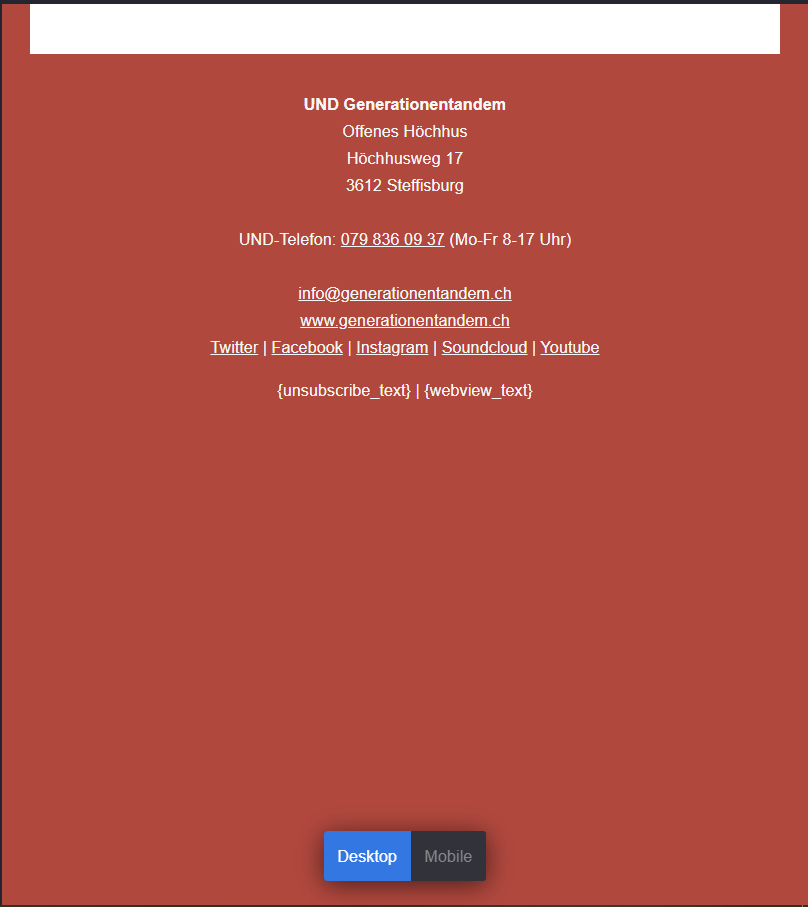 UND Generationentandem
Offenes Höchhus
Höchhusweg 17
3612 Steffisburg
UND-Telefon: 079 836 09 37 (Mo-Fr 8-17 Uhr)
info@generationentandem.ch
www.generationentandem.ch
Twitter | Facebook | Instagram | Soundcloud | Youtube
{unsubscribe_text} | {webview_text}
Desktop Mobile